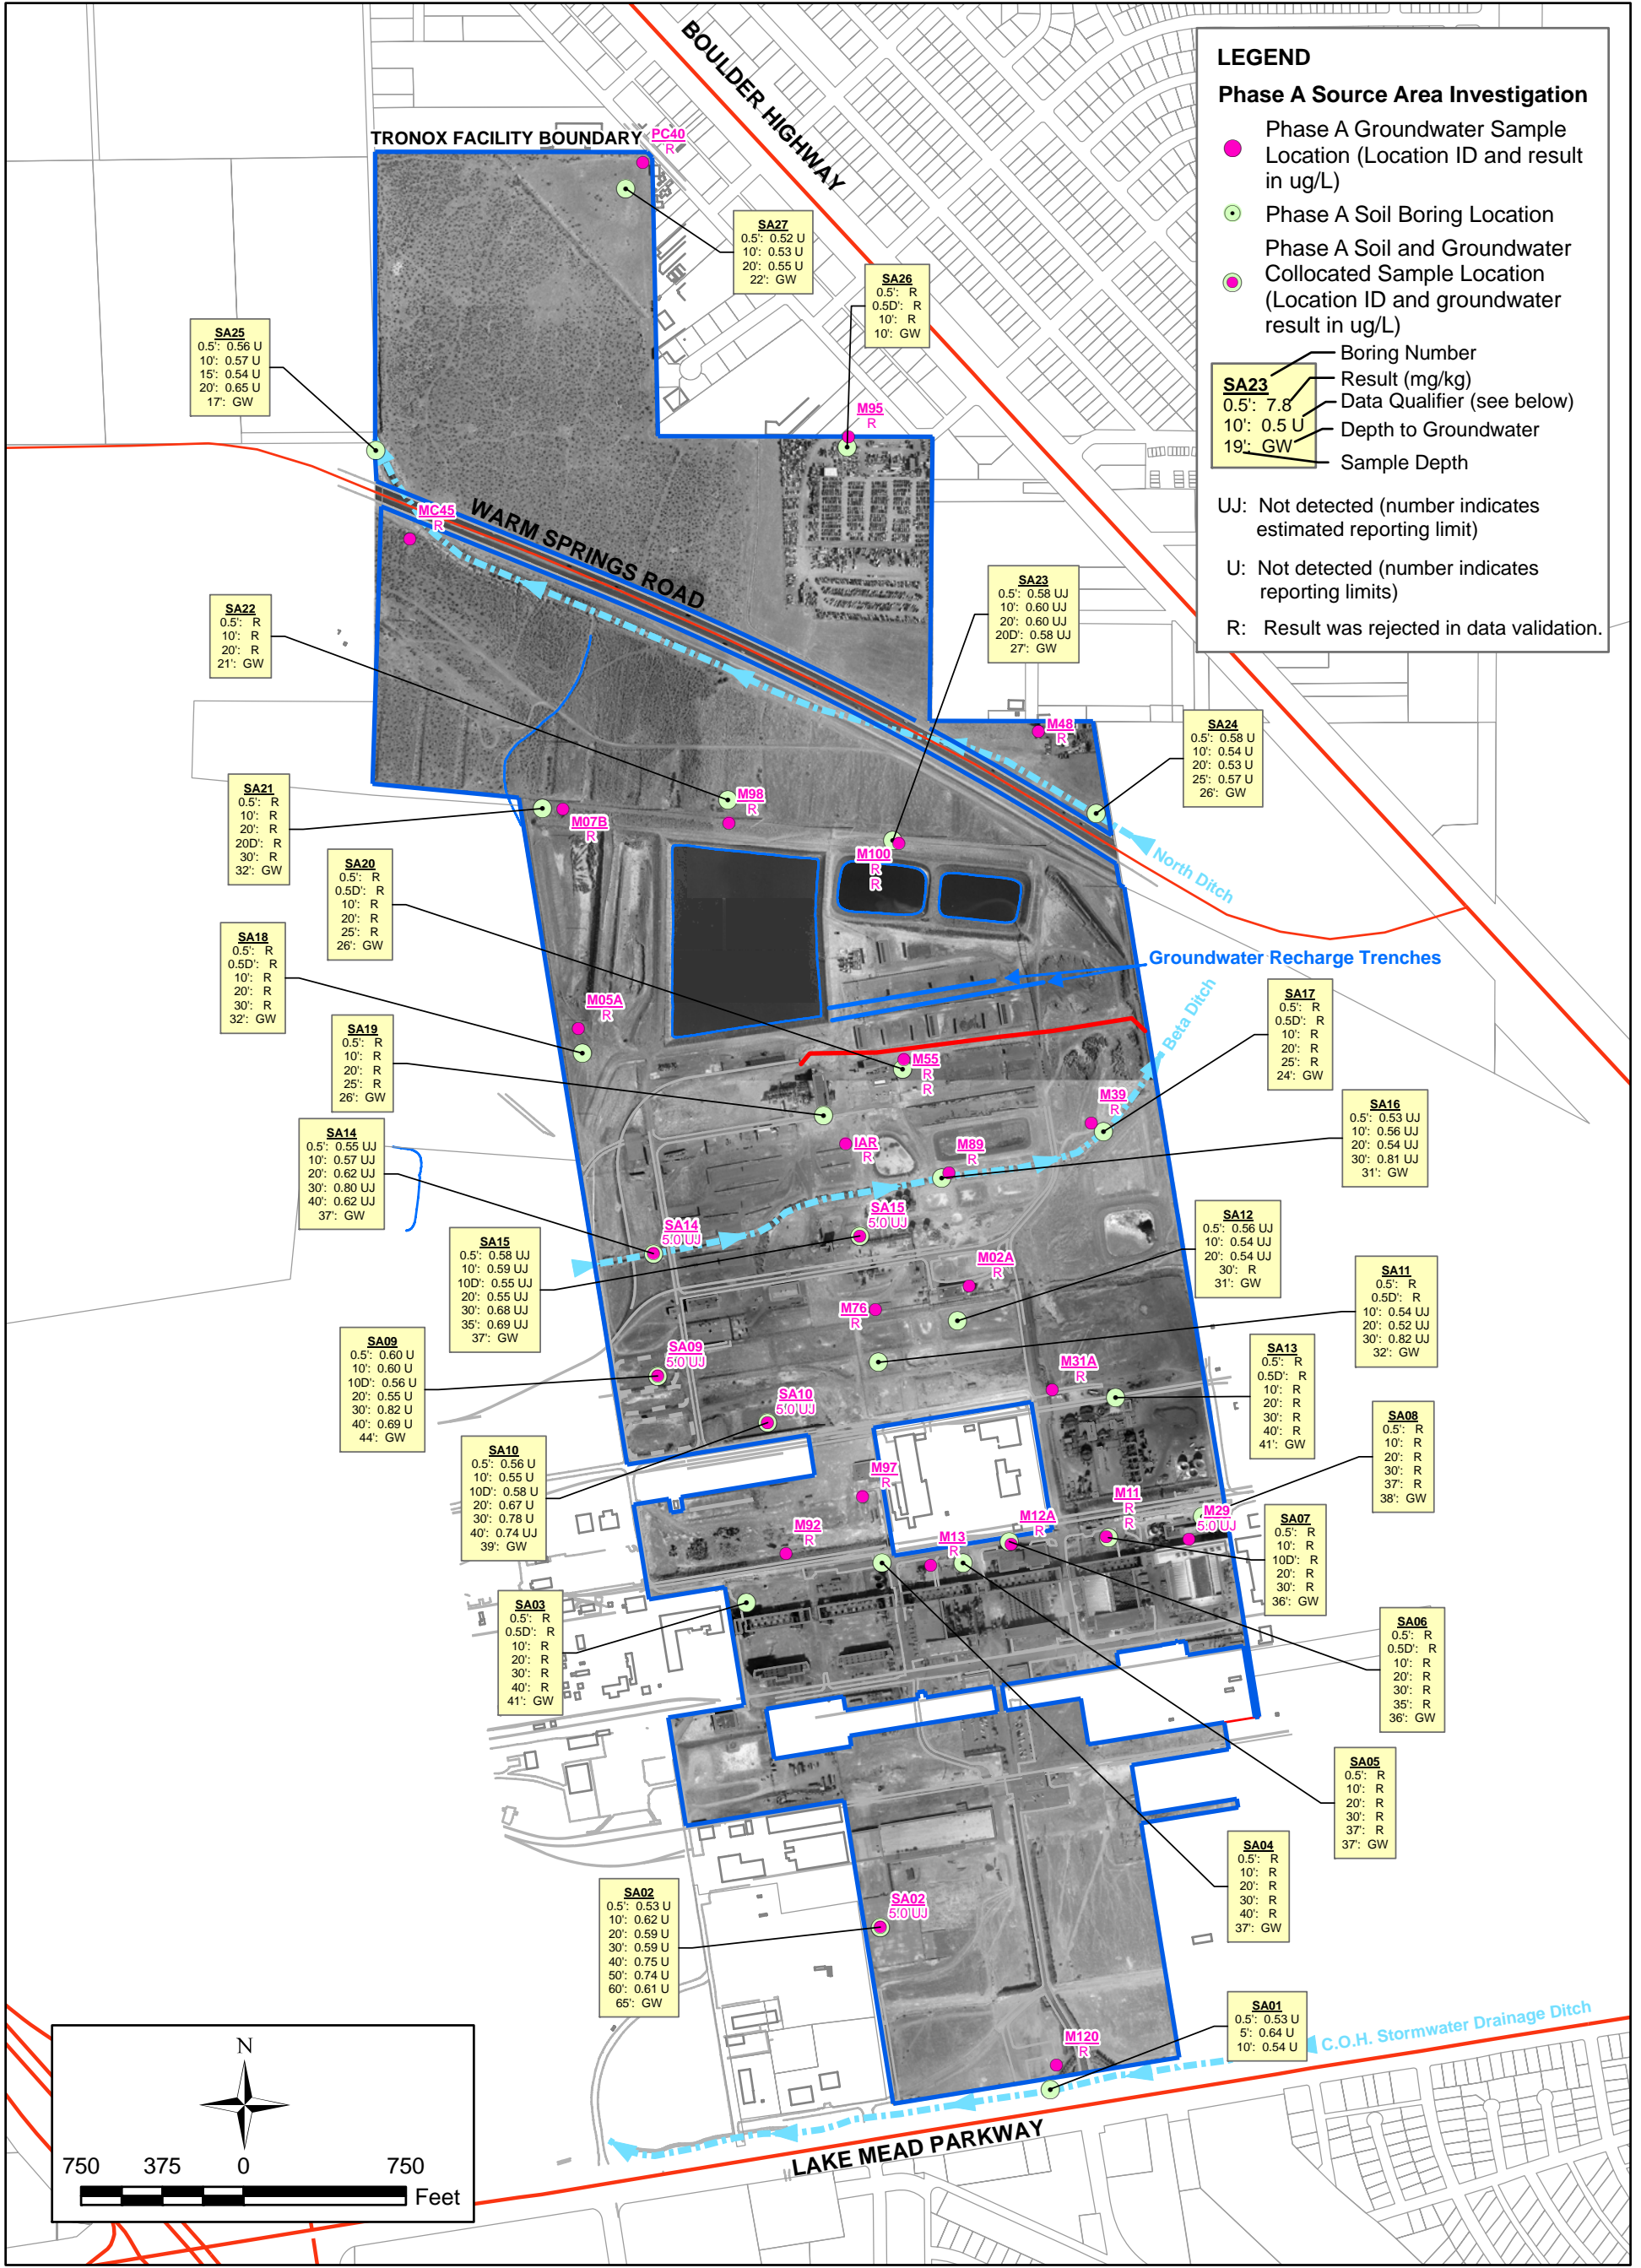 BOULDER HIGHWAY
LEGEND
Phase A Source Area Investigation
Phase A Groundwater Sample
Location (Location ID and result
in ug/L)
Phase A Soil Boring Location
Phase A Soil and Groundwater
Collocated Sample Location
(Location ID and groundwater
result in ug/L)
Boring Number
Result (mg/kg)
Data Qualifier (see below)
Depth to Groundwater
Sample Depth
SA23
0.5': 7.8
10': 0.5 U
19': GW
UJ: Not detected (number indicates
estimated reporting limit)
U: Not detected (number indicates
reporting limits)
R: Result was rejected in data validation.
TRONOX FACILITY BOUNDARY
PC40
R
SA27
0.5': 0.52 U
10': 0.53 U
20': 0.55 U
22': GW
SA26
0.5': R
0.5D': R
10': R
10': GW
SA25
0.5': 0.56 U
10': 0.57 U
15': 0.54 U
20': 0.65 U
17': GW
M95
R
MC45
R
WARM SPRINGS ROAD
SA23
0.5': 0.58 UJ
10': 0.60 UJ
20': 0.60 UJ
20D': 0.58 UJ
27': GW
SA22
0.5': R
10': R
20': R
21': GW
M48
R
SA24
0.5': 0.58 U
10': 0.54 U
20': 0.53 U
25': 0.57 U
26': GW
SA21
0.5': R
10': R
20': R
20D': R
30': R
32': GW
M98
R
M07B
R
M100
R
R
North Ditch
SA20
0.5': R
0.5D': R
10': R
20': R
25': R
26': GW
SA18
0.5': R
0.5D': R
10': R
20': R
30': R
32': GW
Groundwater Recharge Trenches
M05A
R
SA17
0.5': R
0.5D': R
10': R
20': R
25': R
24': GW
Beta Ditch
SA19
0.5': R
10': R
20': R
25': R
26': GW
M55
R
R
M39
R
SA16
0.5': 0.53 UJ
10': 0.56 UJ
20': 0.54 UJ
30': 0.81 UJ
31': GW
SA14
0.5': 0.55 UJ
10': 0.57 UJ
20': 0.62 UJ
30': 0.80 UJ
40': 0.62 UJ
37': GW
IAR
R
M89
R
SA14
5.0 UJ
SA15
5.0 UJ
SA12
0.5': 0.56 UJ
10': 0.54 UJ
20': 0.54 UJ
30': R
31': GW
SA15
0.5': 0.58 UJ
10': 0.59 UJ
10D': 0.55 UJ
20': 0.55 UJ
30': 0.68 UJ
35': 0.69 UJ
37': GW
M02A
R
M76
R
SA11
0.5': R
0.5D': R
10': 0.54 UJ
20': 0.52 UJ
30': 0.82 UJ
32': GW
SA09
0.5': 0.60 U
10': 0.60 U
10D': 0.56 U
20': 0.55 U
30': 0.82 U
40': 0.69 U
44': GW
SA09
5.0 UJ
SA10
5.0 UJ
M31A
R
SA13
0.5': R
0.5D': R
10': R
20': R
30': R
40': R
41': GW
SA08
0.5': R
10': R
20': R
30': R
37': R
38': GW
SA10
0.5': 0.56 U
10': 0.55 U
10D': 0.58 U
20': 0.67 U
30': 0.78 U
40': 0.74 UJ
39': GW
M97
R
M92
R
M13
R
M12A
R
M11
R
R
M29
5.0 UJ
SA07
0.5': R
10': R
10D': R
20': R
30': R
36': GW
SA03
0.5': R
0.5D': R
10': R
20': R
30': R
40': R
41': GW
SA06
0.5': R
0.5D': R
10': R
20': R
30': R
35': R
36': GW
SA05
0.5': R
10': R
20': R
30': R
37': R
37': GW
SA04
0.5': R
10': R
20': R
30': R
40': R
37': GW
SA02
0.5': 0.53 U
10': 0.62 U
20': 0.59 U
30': 0.59 U
40': 0.75 U
50': 0.74 U
60': 0.61 U
65': GW
SA02
5.0 UJ
SA01
0.5': 0.53 U
5': 0.64 U
10': 0.54 U
M120
R
C.O.H. Stormwater Drainage Ditch
LAKE MEAD PARKWAY
N
750 375 0 750
Feet